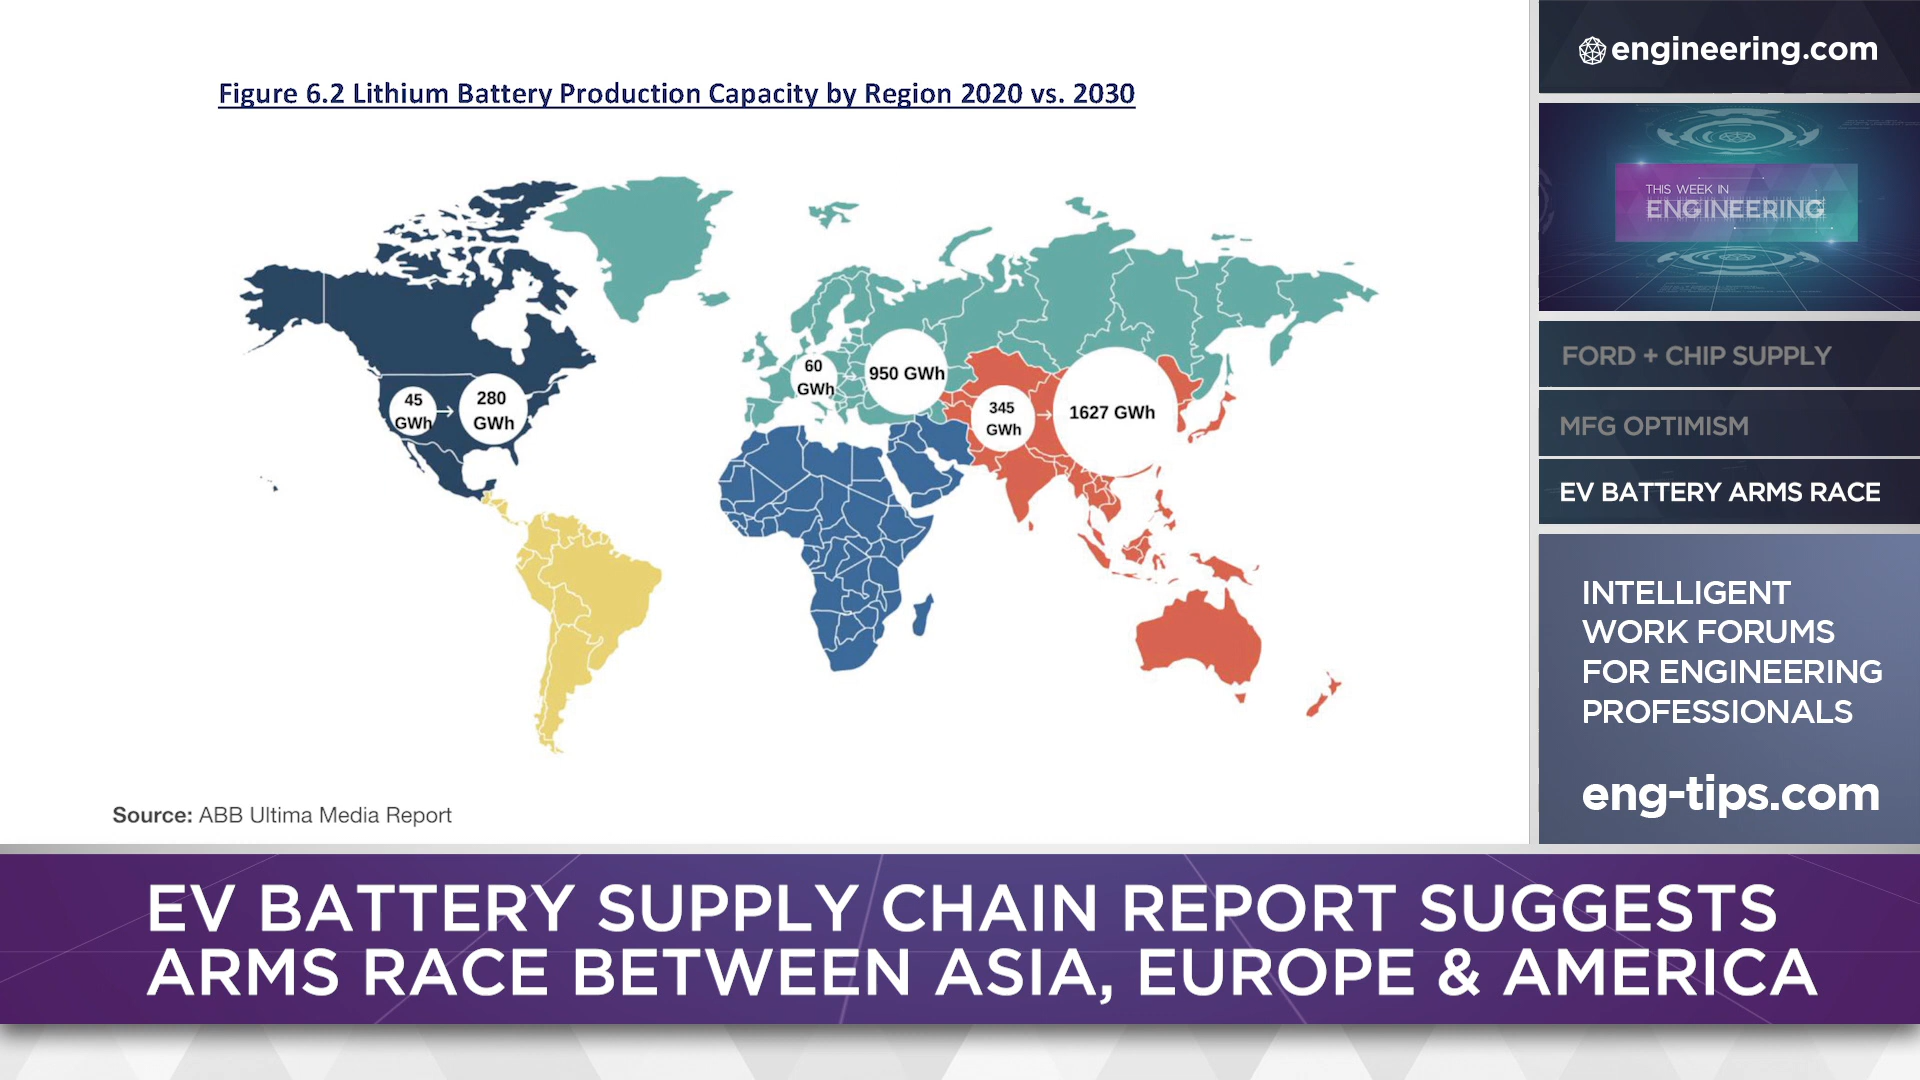 Figure 6.2 Lithium Battery Production Capacity by Region 2020 vs. 2030
45
GWh
280
GWh
60
GWh
950 GWh
345
GWh
1627 GWh
Source: ABB Ultima Media Report
engineering.com
THIS WEEK IN
ENGINEERING
FORD + CHIP SUPPLY
MFG OPTIMISM
EV BATTERY ARMS RACE
INTELLIGENT
WORK FORUMS
FOR ENGINEERING
PROFESSIONALS
eng-tips.com
EV BATTERY SUPPLY CHAIN REPORT SUGGESTS
ARMS RACE BETWEEN ASIA, EUROPE & AMERICA